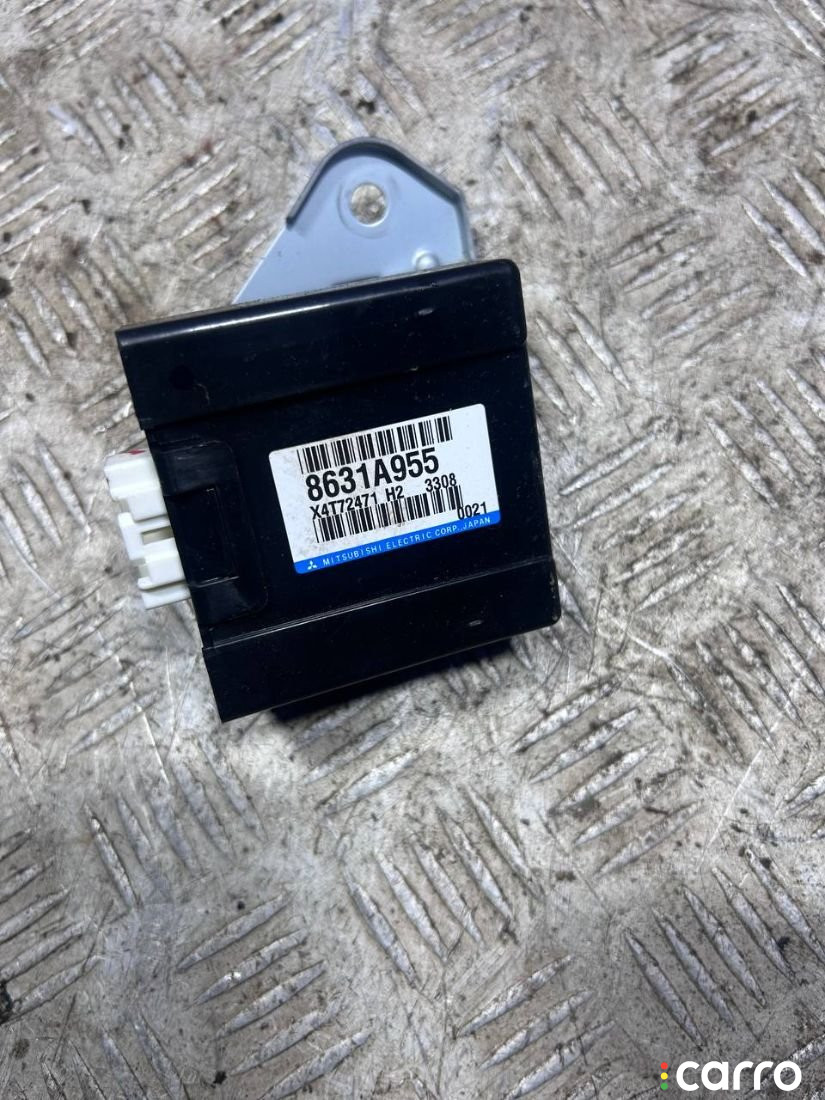 8631A955
X4T72471 H2 3308
0021
MITSUBISHI ELECTRIC CORP. JAPAN
carro